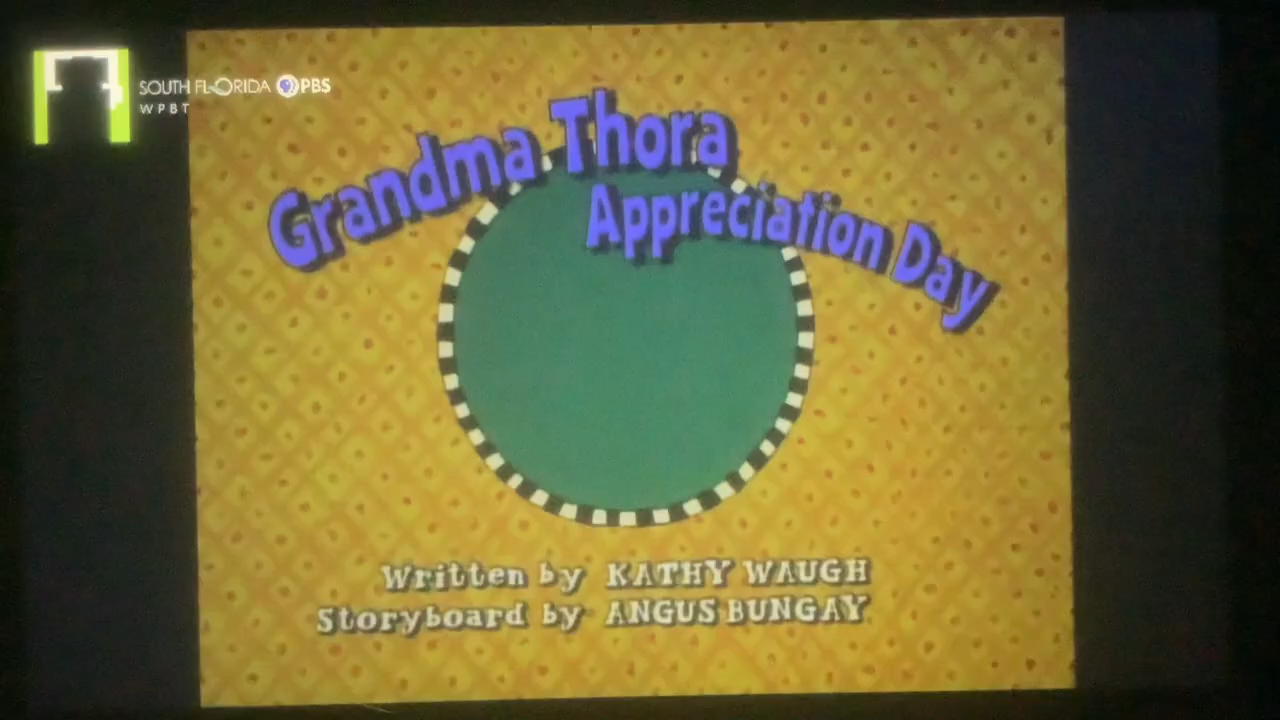 SOUTH FLORIDA PBS
WPBT
Grandma Thora
Appreciation Day
Written by KATHY WAUGH
Storyboard by ANGUS BUNGAY